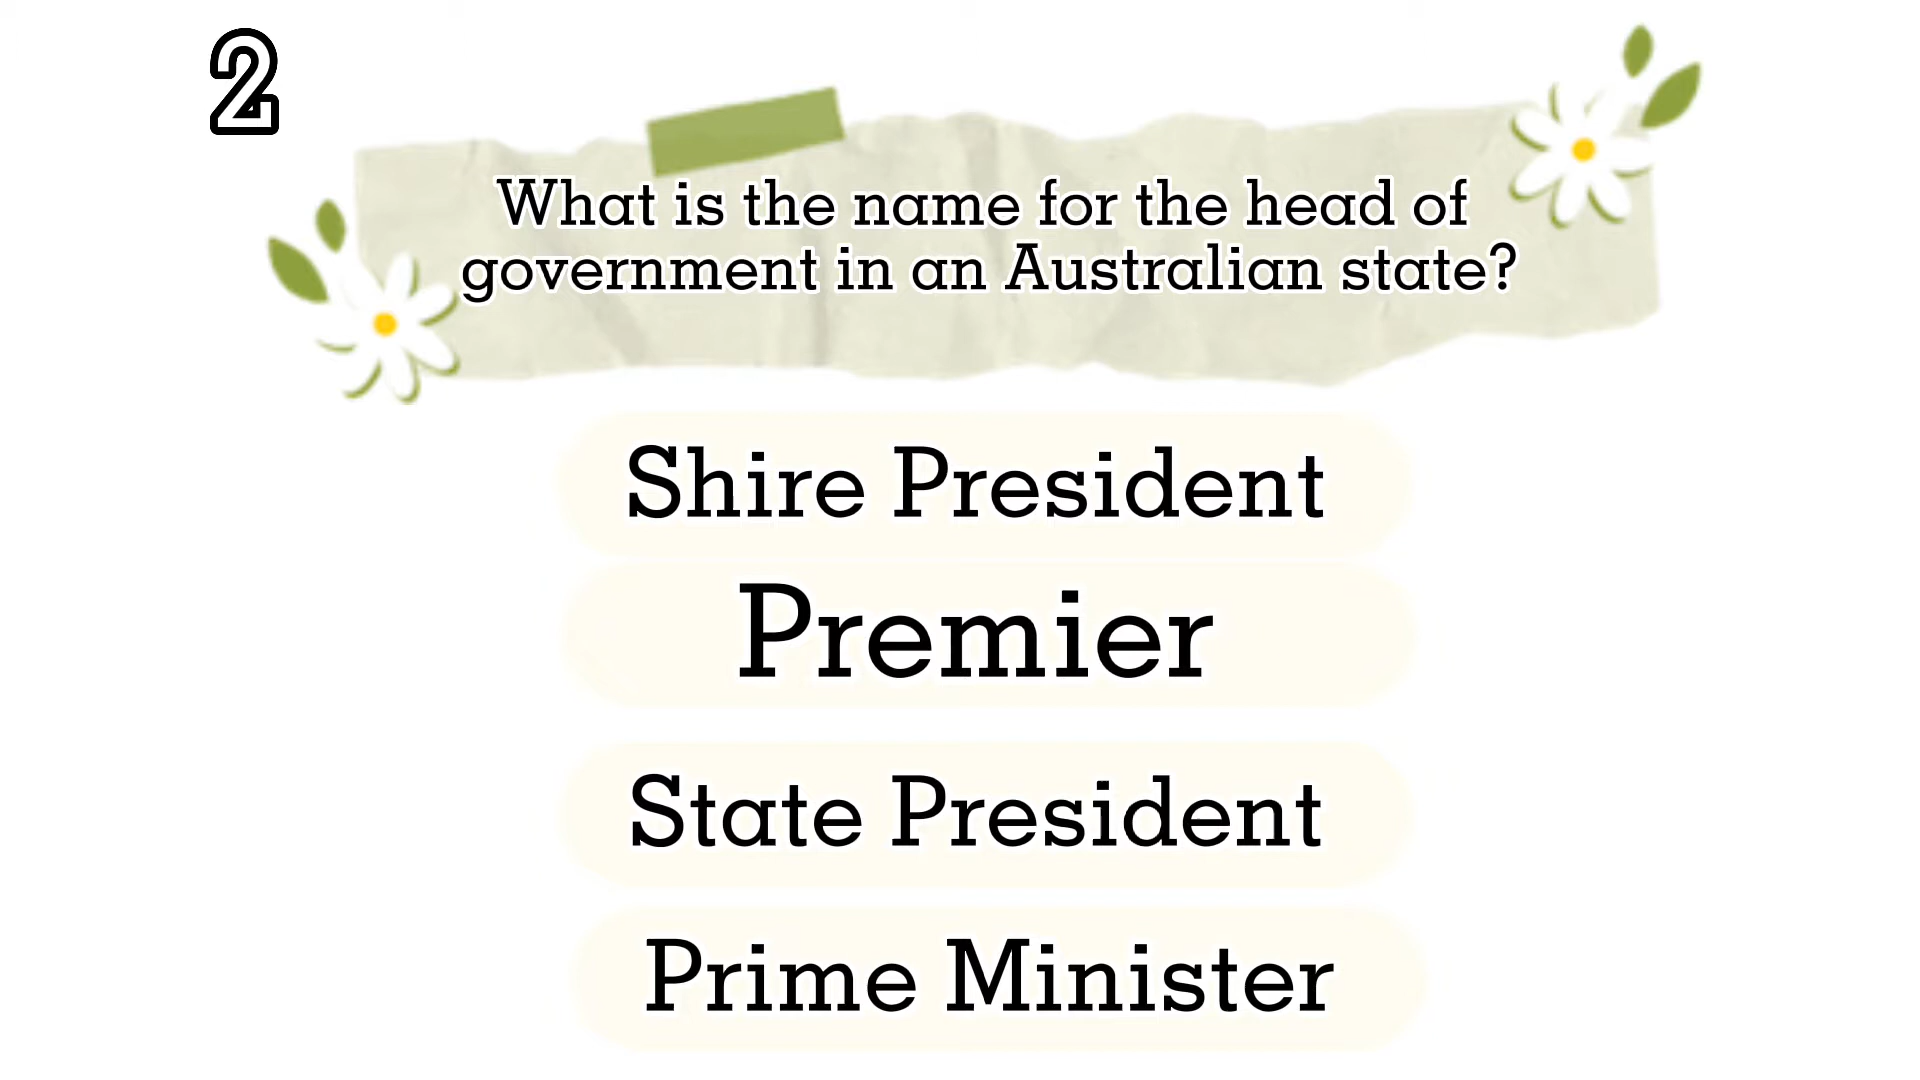 2
What is the name for the head of
government in an Australian state?
Shire President
Premier
State President
Prime Minister